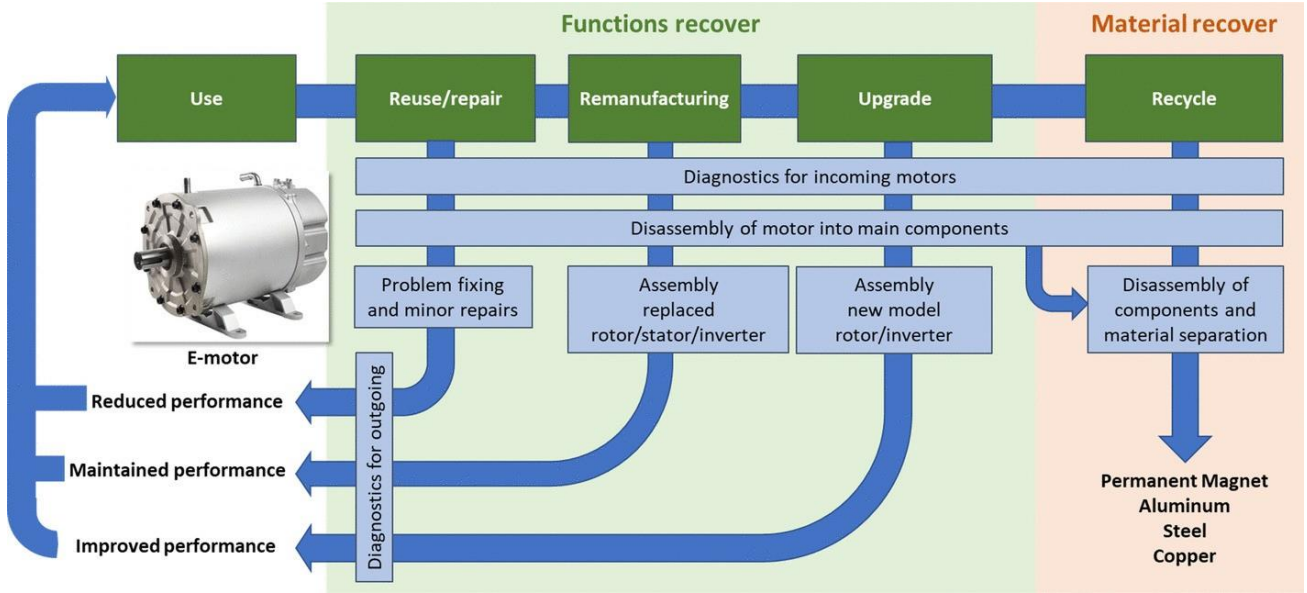 Functions recover
Material recover
Use
Reuse/repair
Remanufacturing
Upgrade
Recycle
Diagnostics for incoming motors
Disassembly of motor into main components
Problem fixing
and minor repairs
Assembly
replaced
rotor/stator/inverter
Assembly
new model
rotor/inverter
Disassembly of
components and
material separation
E-motor
Diagnostics for outgoing
Reduced performance
Maintained performance
Improved performance
Permanent Magnet
Aluminum
Steel
Copper